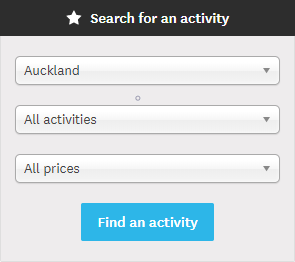 Search for an activity
Auckland
All activities
All prices
Find an activity